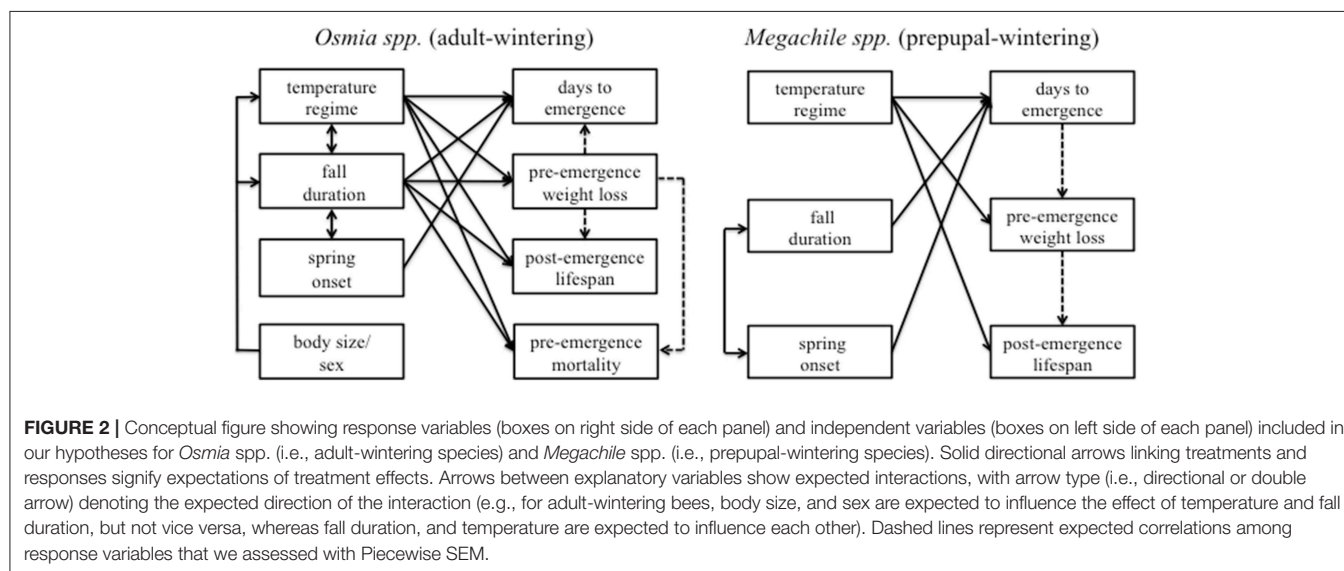 Osmia spp. (adult-wintering)
temperature
regime
fall
duration
spring
onset
body size/
sex
days to
emergence
pre-emergence
weight loss
post-emergence
lifespan
pre-emergence
mortality
Megachile spp. (prepupal-wintering)
temperature
regime
fall
duration
spring
onset
days to
emergence
pre-emergence
weight loss
post-emergence
lifespan
FIGURE 2 | Conceptual figure showing response variables (boxes on right side of each panel) and independent variables (boxes on left side of each panel) included in
our hypotheses for Osmia spp. (i.e., adult-wintering species) and Megachile spp. (i.e., prepupal-wintering species). Solid directional arrows linking treatments and
responses signify expectations of treatment effects. Arrows between explanatory variables show expected interactions, with arrow type (i.e., directional or double
arrow) denoting the expected direction of the interaction (e.g., for adult-wintering bees, body size, and sex are expected to influence the effect of temperature and fall
duration, but not vice versa, whereas fall duration, and temperature are expected to influence each other). Dashed lines represent expected correlations among
response variables that we assessed with Piecewise SEM.